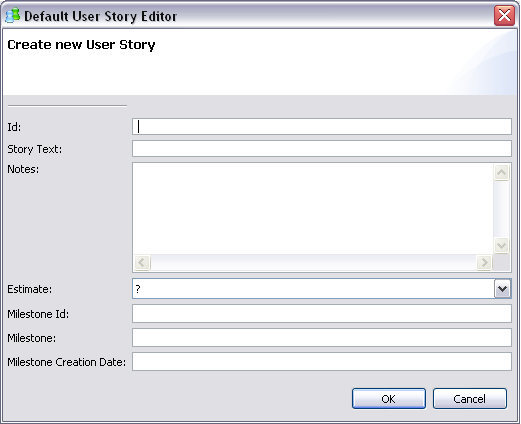 Default User Story Editor
Create new User Story
Id:
Story Text:
Notes:
Estimate: ?
Milestone Id:
Milestone:
Milestone Creation Date:
OK Cancel